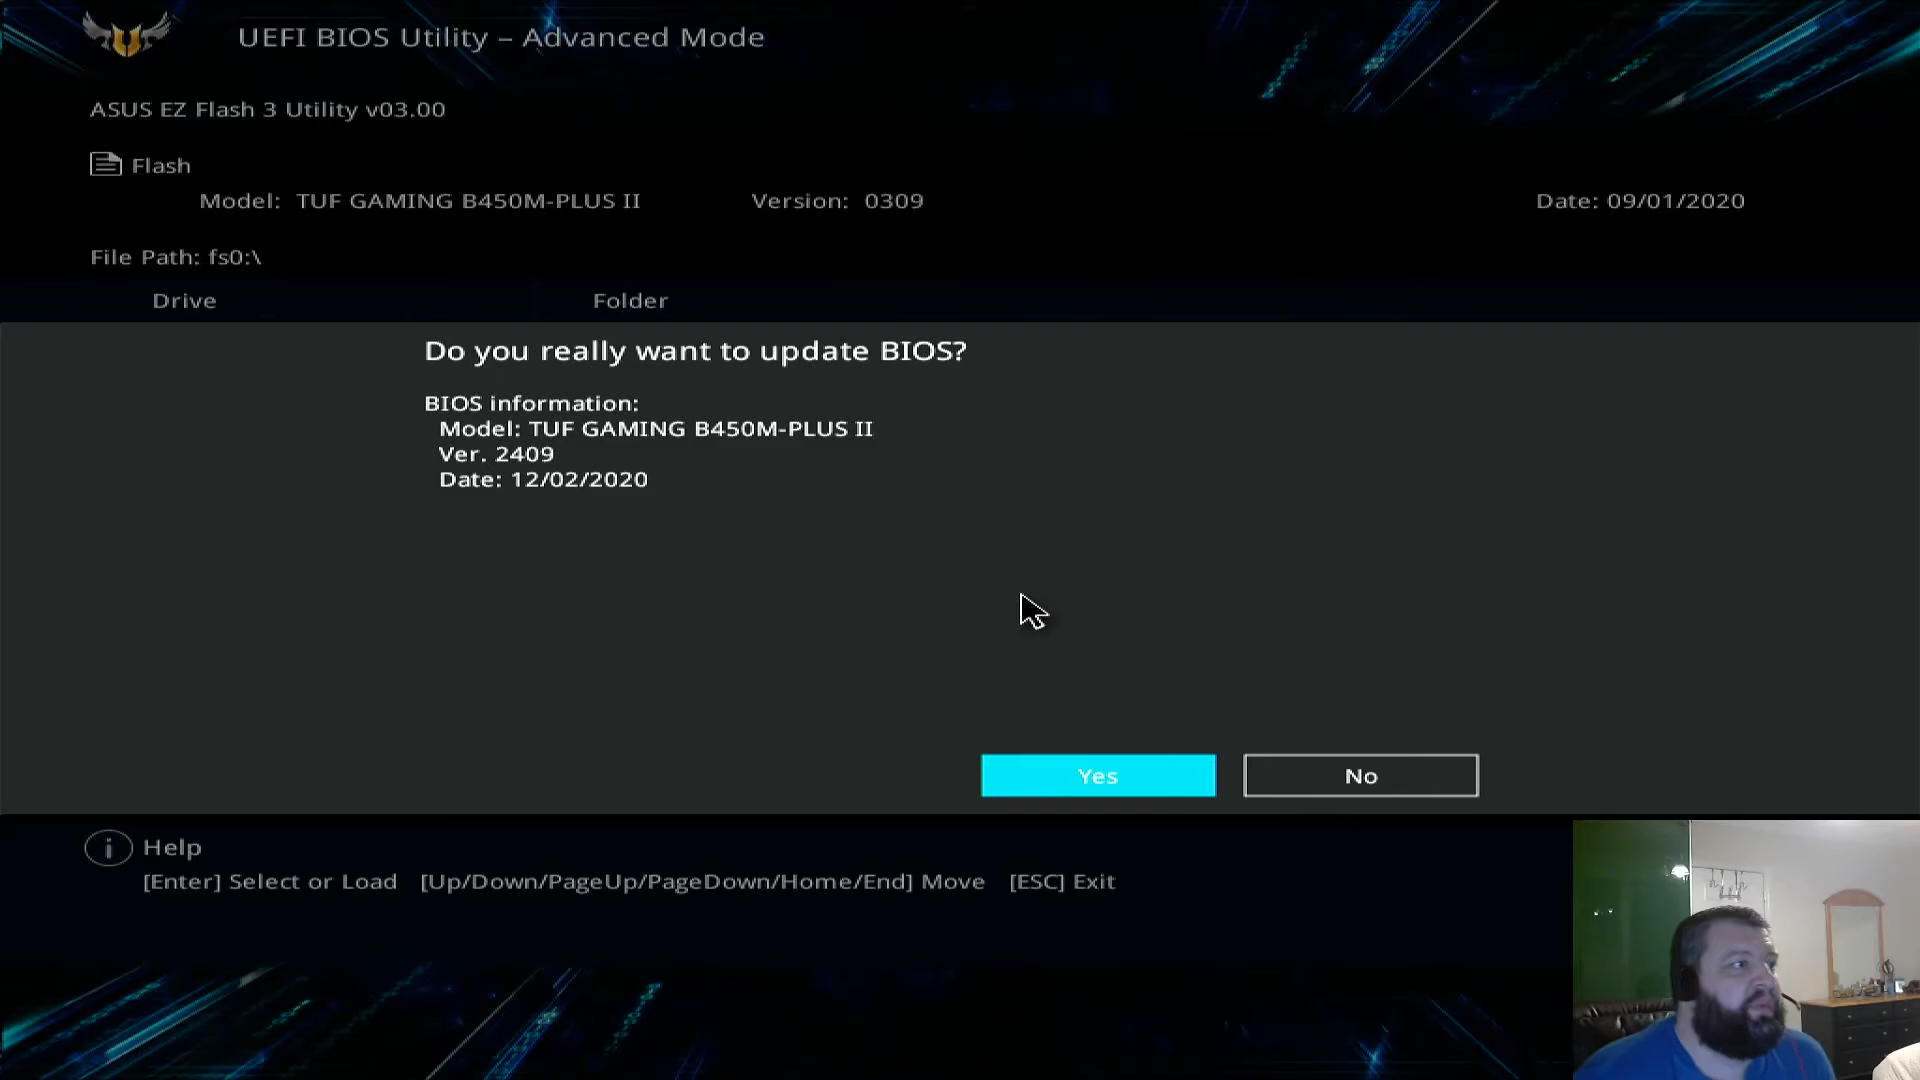 UEFI BIOS Utility – Advanced Mode
ASUS EZ Flash 3 Utility v03.00
Flash
Model: TUF GAMING B450M-PLUS II Version: 0309 Date: 09/01/2020
File Path: fs0:\
Drive Folder
Do you really want to update BIOS?
BIOS information:
Model: TUF GAMING B450M-PLUS II
Ver. 2409
Date: 12/02/2020
Yes No
Help
[Enter] Select or Load [Up/Down/PageUp/PageDown/Home/End] Move [ESC] Exit